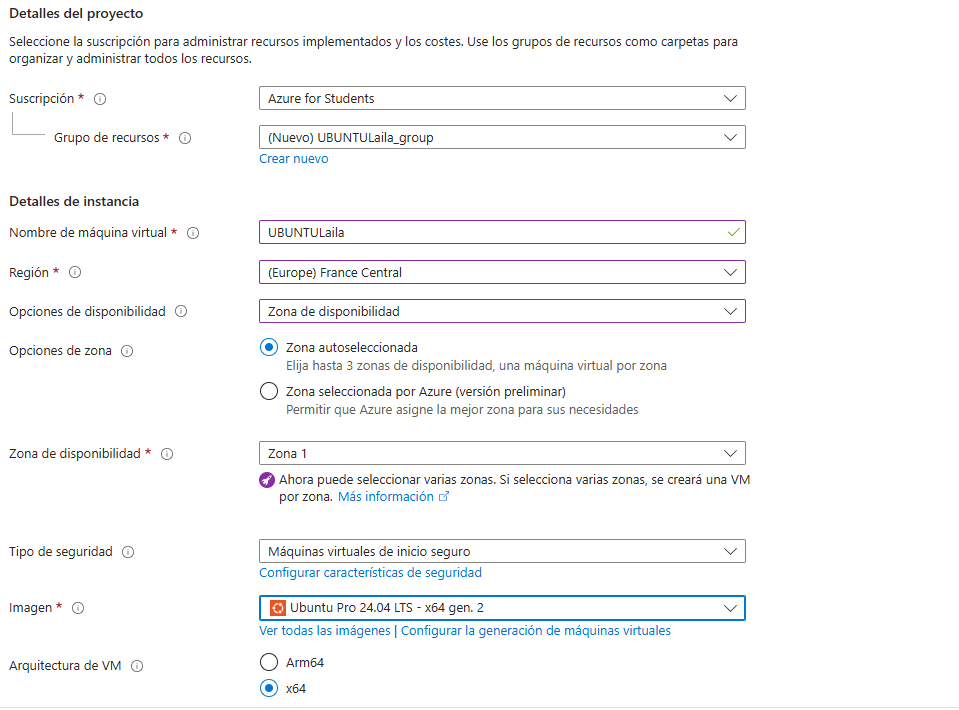 Detalles del proyecto
Seleccione la suscripción para administrar recursos implementados y los costes. Use los grupos de recursos como carpetas para
organizar y administrar todos los recursos.
Suscripción *
Azure for Students
Grupo de recursos *
(Nuevo) UBUNTULaila_group
Crear nuevo
Detalles de instancia
Nombre de máquina virtual *
UBUNTULaila
Región *
(Europe) France Central
Opciones de disponibilidad
Zona de disponibilidad
Opciones de zona
Zona autoseleccionada
Elija hasta 3 zonas de disponibilidad, una máquina virtual por zona
Zona seleccionada por Azure (versión preliminar)
Permitir que Azure asigne la mejor zona para sus necesidades
Zona de disponibilidad *
Zona 1
Ahora puede seleccionar varias zonas. Si selecciona varias zonas, se creará una VM
por zona. Más información
Tipo de seguridad
Máquinas virtuales de inicio seguro
Configurar características de seguridad
Imagen *
Ubuntu Pro 24.04 LTS - x64 gen. 2
Ver todas las imágenes | Configurar la generación de máquinas virtuales
Arquitectura de VM
Arm64
x64